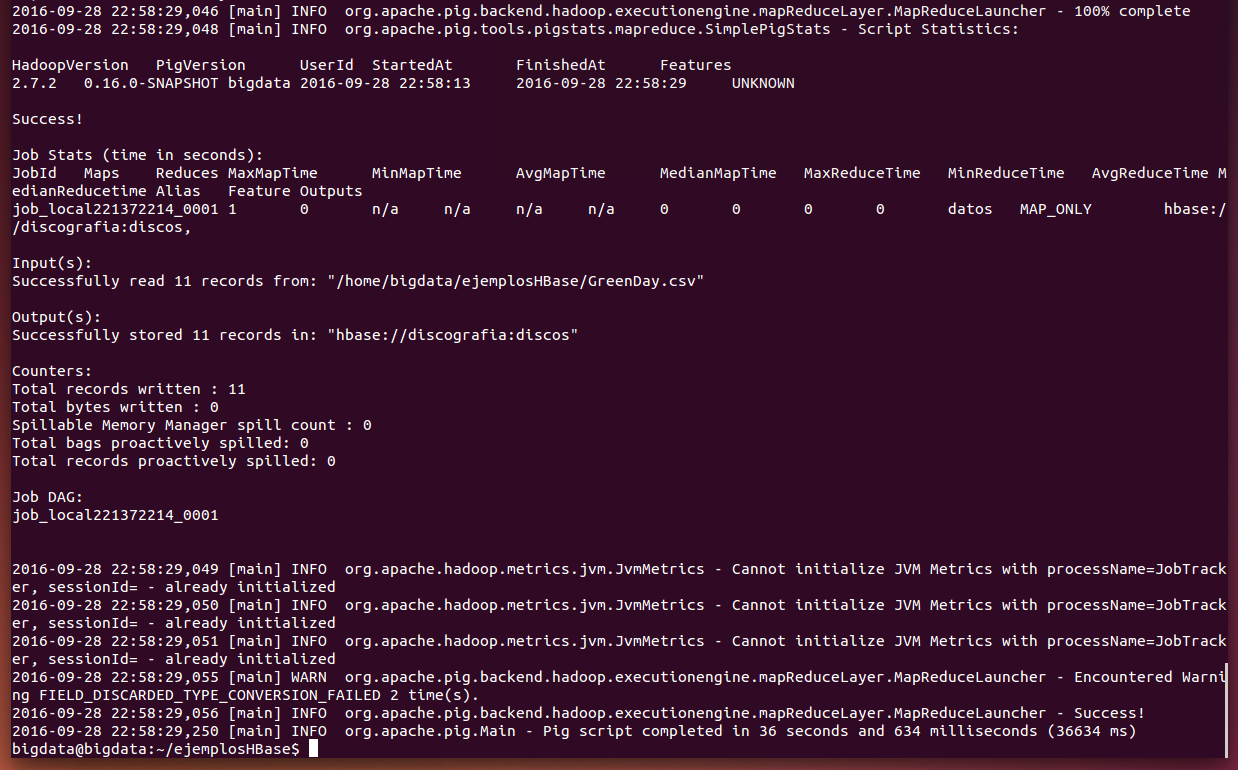 2016-09-28 22:58:29,046 [main] INFO  org.apache.pig.backend.hadoop.executionengine.mapReduceLayer.MapReduceLauncher - 100% complete
2016-09-28 22:58:29,048 [main] INFO  org.apache.pig.tools.pigstats.mapreduce.SimplePigStats - Script Statistics:
HadoopVersion   PigVersion      UserId  StartedAt       FinishedAt      Features
2.7.2   0.16.0-SNAPSHOT bigdata 2016-09-28 22:58:13     2016-09-28 22:58:29     UNKNOWN
Success!
Job Stats (time in seconds):
JobId   Maps    Reduces MaxMapTime      MinMapTime      AvgMapTime      MedianMapTime   MaxReduceTime   MinReduceTime   AvgReduceTime M
edianReducetime Alias   Feature Outputs
job_local221372214_0001 1       0       n/a     n/a     n/a     n/a     0       0       0       0       datos   MAP_ONLY        hbase:/
/discografia:discos,
Input(s):
Successfully read 11 records from: "/home/bigdata/ejemplosHBase/GreenDay.csv"
Output(s):
Successfully stored 11 records in: "hbase://discografia:discos"
Counters:
Total records written : 11
Total bytes written : 0
Spillable Memory Manager spill count : 0
Total bags proactively spilled: 0
Total records proactively spilled: 0
Job DAG:
job_local221372214_0001
2016-09-28 22:58:29,049 [main] INFO  org.apache.hadoop.metrics.jvm.JvmMetrics - Cannot initialize JVM Metrics with processName=JobTrack
er, sessionId= - already initialized
2016-09-28 22:58:29,050 [main] INFO  org.apache.hadoop.metrics.jvm.JvmMetrics - Cannot initialize JVM Metrics with processName=JobTrack
er, sessionId= - already initialized
2016-09-28 22:58:29,051 [main] INFO  org.apache.hadoop.metrics.jvm.JvmMetrics - Cannot initialize JVM Metrics with processName=JobTrack
er, sessionId= - already initialized
2016-09-28 22:58:29,055 [main] WARN  org.apache.pig.backend.hadoop.executionengine.mapReduceLayer.MapReduceLauncher - Encountered Warni
ng FIELD_DISCARDED_TYPE_CONVERSION_FAILED 2 time(s).
2016-09-28 22:58:29,056 [main] INFO  org.apache.pig.backend.hadoop.executionengine.mapReduceLayer.MapReduceLauncher - Success!
2016-09-28 22:58:29,250 [main] INFO  org.apache.pig.Main - Pig script completed in 36 seconds and 634 milliseconds (36634 ms)
bigdata@bigdata:~/ejemplosHBase$